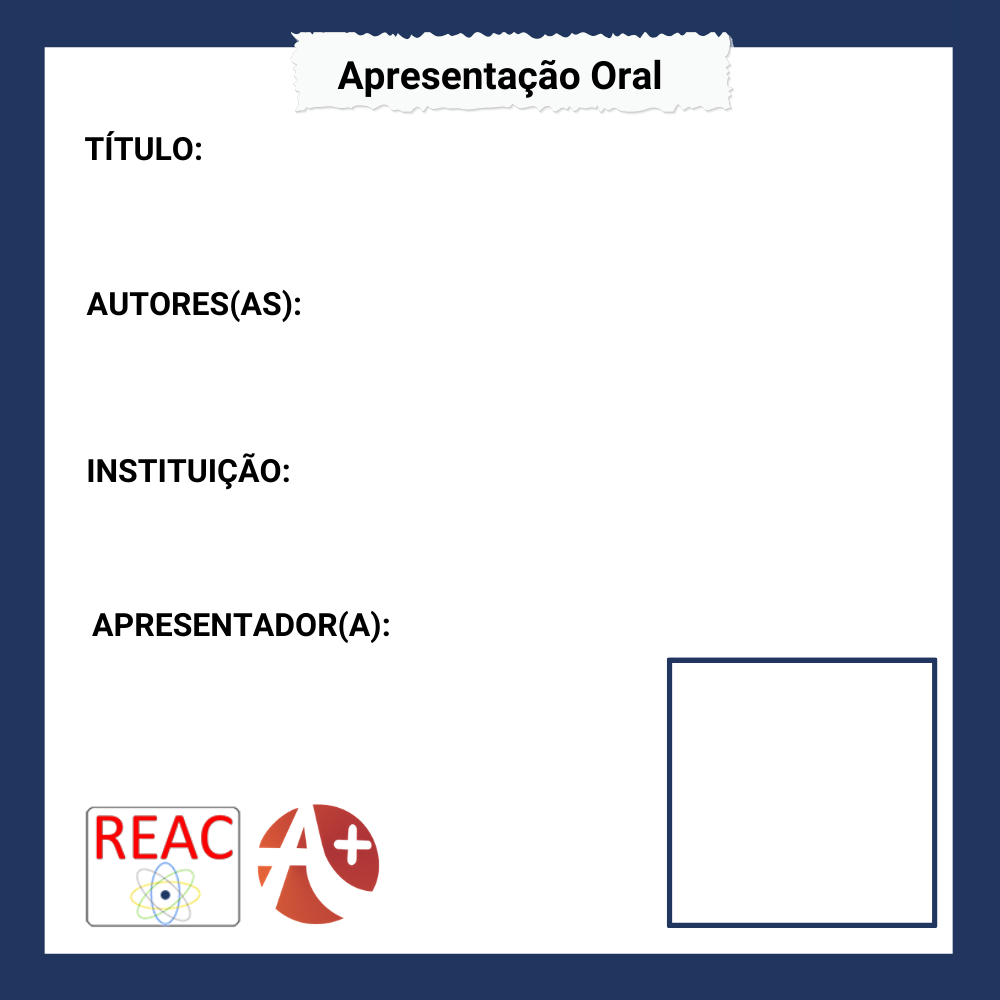 Apresentação Oral
TÍTULO:
AUTORES(AS):
INSTITUIÇÃO:
APRESENTADOR(A):
REAC
A+